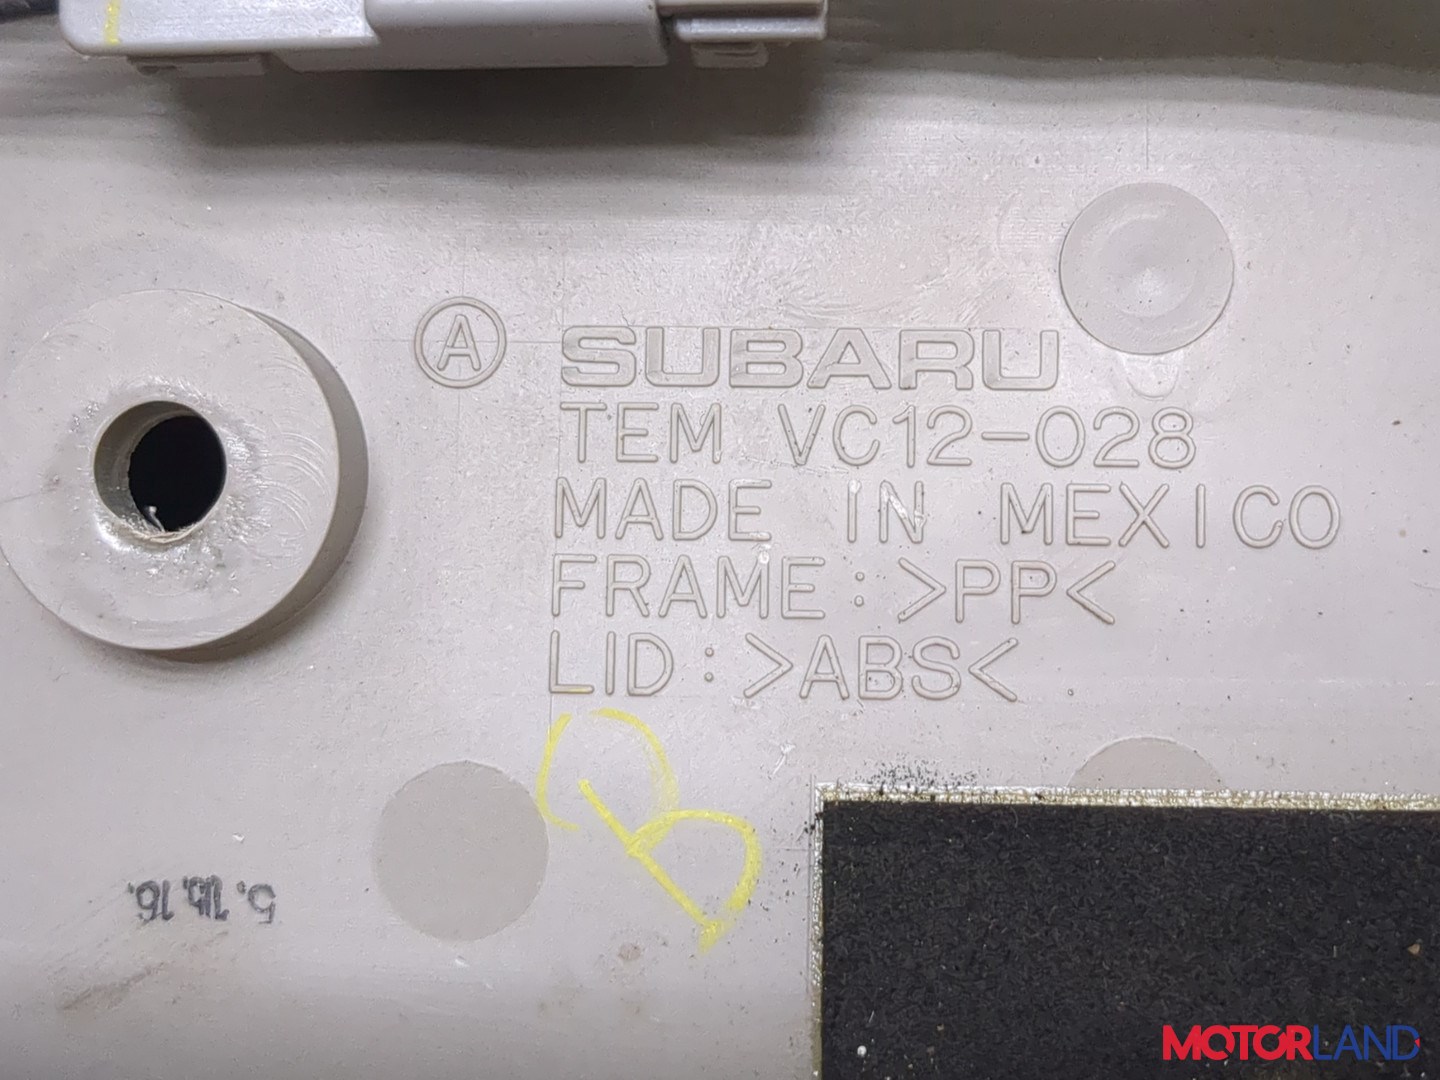 A SUBARU
TEM VC12-028
MADE IN MEXICO
FRAME:>PP<
LID:>ABS<
B
MOTORLAND